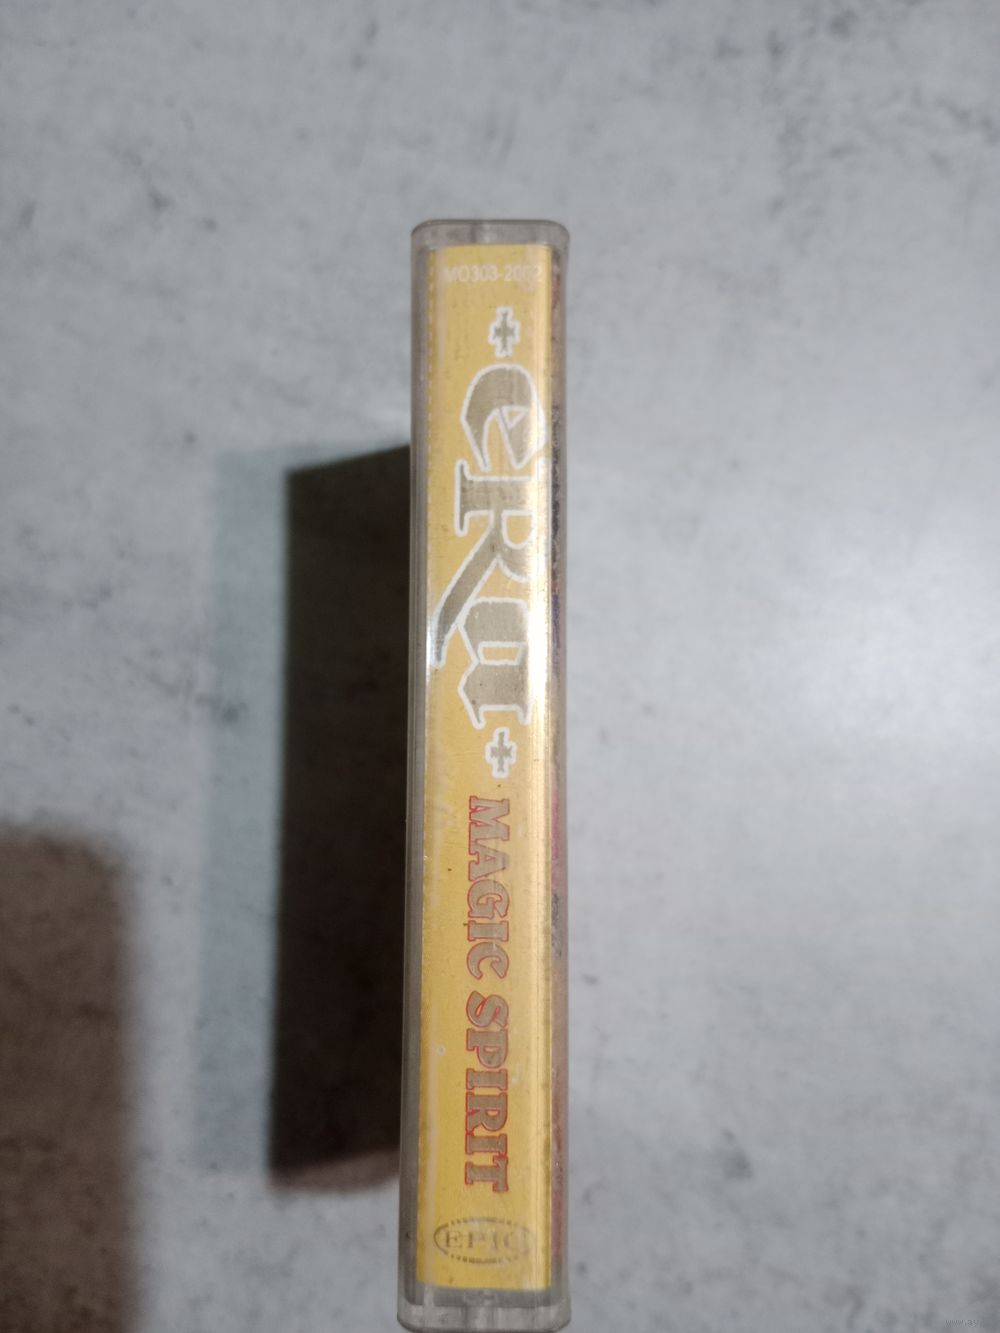 MO303-2002
eRa
MAGIC SPIRIT
EPIC